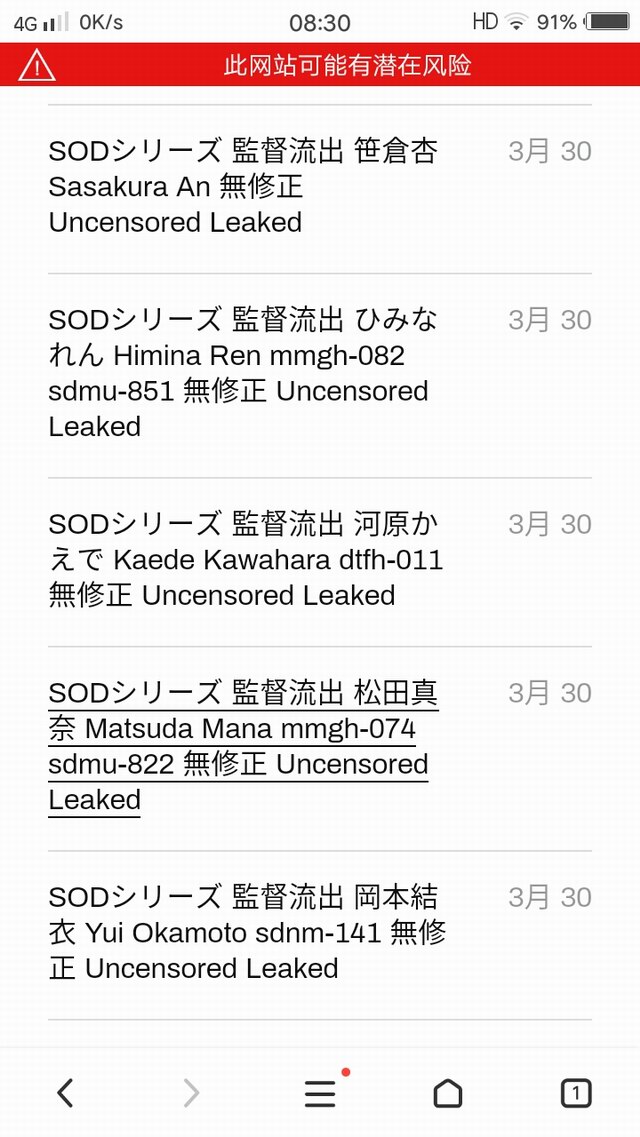 4G 0K/s 08:30 HD 91%
此网站可能有潜在风险
SODシリーズ 監督流出 笹倉杏 3月 30
Sasakura An 無修正
Uncensored Leaked
SODシリーズ 監督流出 ひみな 3月 30
れん Himina Ren mmgh-082
sdmu-851 無修正 Uncensored
Leaked
SODシリーズ 監督流出 河原か 3月 30
えで Kaede Kawahara dtfh-011
無修正 Uncensored Leaked
SODシリーズ 監督流出 松田真 3月 30
奈 Matsuda Mana mmgh-074
sdmu-822 無修正 Uncensored
Leaked
SODシリーズ 監督流出 岡本結 3月 30
衣 Yui Okamoto sdnm-141 無修
正 Uncensored Leaked
1